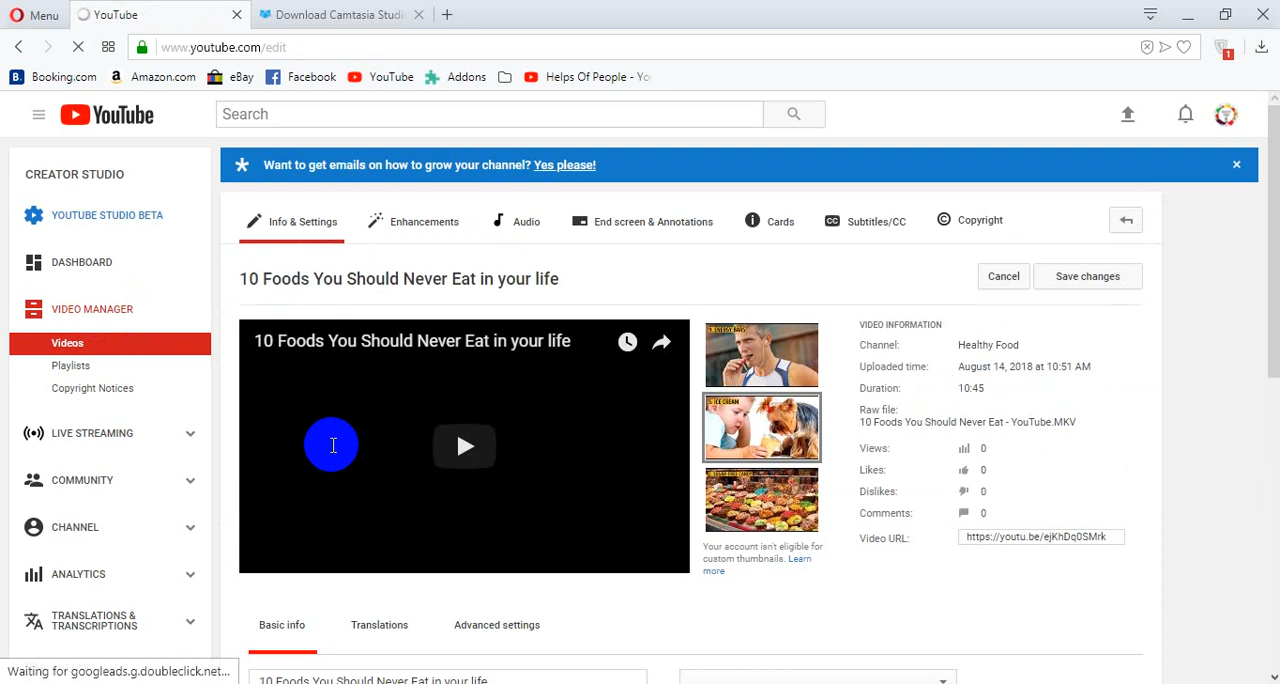 Menu
YouTube
Download Camtasia Studi
www.youtube.com/edit
1
B. Booking.com
a Amazon.com
eBay
Facebook
YouTube
Addons
Helps Of People - Yo
YouTube
Search
CREATOR STUDIO
YOUTUBE STUDIO BETA
DASHBOARD
VIDEO MANAGER
Videos
Playlists
Copyright Notices
LIVE STREAMING
COMMUNITY
CHANNEL
ANALYTICS
TRANSLATIONS &
TRANSCRIPTIONS
Want to get emails on how to grow your channel? Yes please!
Info & Settings
Enhancements
Audio
End screen & Annotations
Cards
CC Subtitles/CC
© Copyright
10 Foods You Should Never Eat in your life
Cancel
Save changes
10 Foods You Should Never Eat in your life
9. ENERGY BARS
5. ICE CREAM
Your account isn't eligible for
custom thumbnails. Learn
more
VIDEO INFORMATION
Channel: Healthy Food
Uploaded time: August 14, 2018 at 10:51 AM
Duration: 10:45
Raw file:
10 Foods You Should Never Eat - YouTube.MKV
Views: 0
Likes: 0
Dislikes: 0
Comments: 0
Video URL: https://youtu.be/ejKhDq0SMrk
Basic info
Translations
Advanced settings
10 Foods You Should Never Eat in your life
Waiting for googleads.g.doubleclick.net...